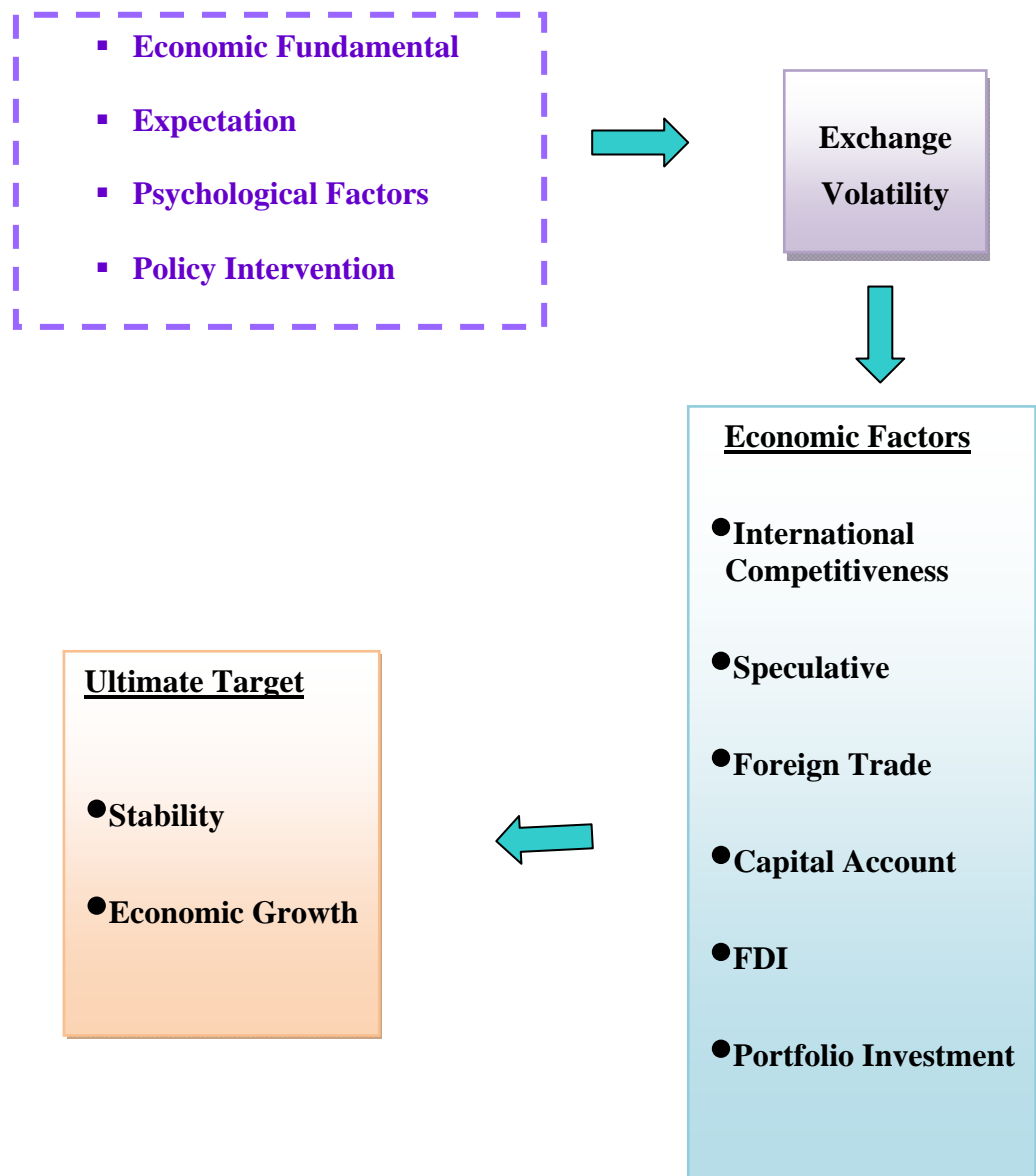 ▪ Economic Fundamental
▪ Expectation
▪ Psychological Factors
▪ Policy Intervention
Exchange
Volatility
Economic Factors
●International
Competitiveness
●Speculative
●Foreign Trade
●Capital Account
●FDI
●Portfolio Investment
Ultimate Target
●Stability
●Economic Growth